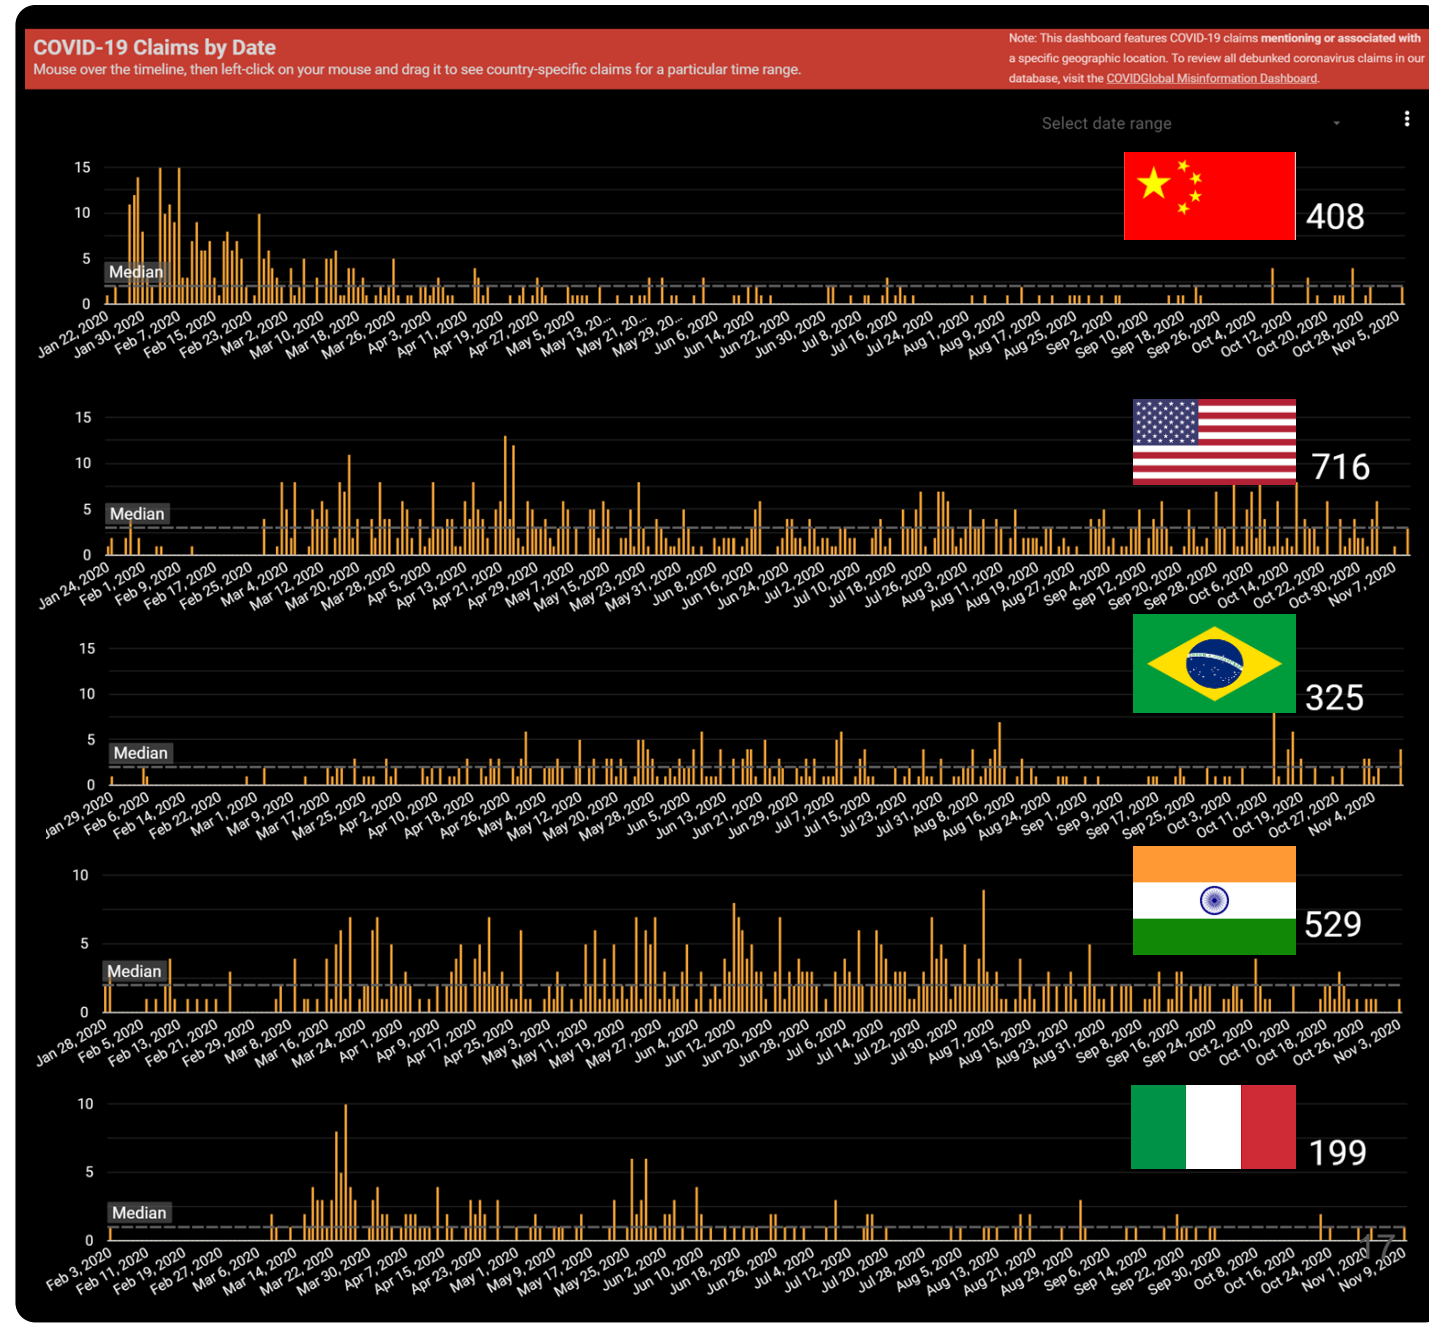 COVID-19 Claims by Date
Mouse over the timeline, then left-click on your mouse and drag it to see country-specific claims for a particular time range.
Note: This dashboard features COVID-19 claims mentioning or associated with
a specific geographic location. To review all debunked coronavirus claims in our
database, visit the COVIDGlobal Misinformation Dashboard.
Select date range
15
10
5
0
Median
408
Jan 22, 2020 Jan 30, 2020 Feb 7, 2020 Feb 15, 2020 Feb 23, 2020 Mar 2, 2020 Mar 10, 2020 Mar 18, 2020 Mar 26, 2020 Apr 3, 2020 Apr 11, 2020 Apr 19, 2020 Apr 27, 2020 May 5, 2020 May 13, 20... May 21, 20... May 29, 20... Jun 6, 2020 Jun 14, 2020 Jun 22, 2020 Jun 30, 2020 Jul 8, 2020 Jul 16, 2020 Jul 24, 2020 Aug 1, 2020 Aug 9, 2020 Aug 17, 2020 Aug 25, 2020 Sep 2, 2020 Sep 10, 2020 Sep 18, 2020 Sep 26, 2020 Oct 4, 2020 Oct 12, 2020 Oct 20, 2020 Oct 28, 2020 Nov 5, 2020
15
10
5
0
Median
716
Jan 24, 2020 Feb 1, 2020 Feb 9, 2020 Feb 17, 2020 Feb 25, 2020 Mar 4, 2020 Mar 12, 2020 Mar 20, 2020 Mar 28, 2020 Apr 5, 2020 Apr 13, 2020 Apr 21, 2020 Apr 29, 2020 May 7, 2020 May 15, 2020 May 23, 2020 May 31, 2020 Jun 8, 2020 Jun 16, 2020 Jun 24, 2020 Jul 2, 2020 Jul 10, 2020 Jul 18, 2020 Jul 26, 2020 Aug 3, 2020 Aug 11, 2020 Aug 19, 2020 Aug 27, 2020 Sep 4, 2020 Sep 12, 2020 Sep 20, 2020 Sep 28, 2020 Oct 6, 2020 Oct 14, 2020 Oct 22, 2020 Oct 30, 2020 Nov 7, 2020
15
10
5
0
Median
325
Jan 29, 2020 Feb 6, 2020 Feb 14, 2020 Feb 22, 2020 Mar 1, 2020 Mar 9, 2020 Mar 17, 2020 Mar 25, 2020 Apr 2, 2020 Apr 10, 2020 Apr 18, 2020 Apr 26, 2020 May 4, 2020 May 12, 2020 May 20, 2020 May 28, 2020 Jun 5, 2020 Jun 13, 2020 Jun 21, 2020 Jun 29, 2020 Jul 7, 2020 Jul 15, 2020 Jul 23, 2020 Jul 31, 2020 Aug 8, 2020 Aug 16, 2020 Aug 24, 2020 Sep 1, 2020 Sep 9, 2020 Sep 17, 2020 Sep 25, 2020 Oct 3, 2020 Oct 11, 2020 Oct 19, 2020 Oct 27, 2020 Nov 4, 2020
10
5
0
Median
529
Jan 28, 2020 Feb 5, 2020 Feb 13, 2020 Feb 21, 2020 Feb 29, 2020 Mar 8, 2020 Mar 16, 2020 Mar 24, 2020 Apr 1, 2020 Apr 9, 2020 Apr 17, 2020 Apr 25, 2020 May 3, 2020 May 11, 2020 May 19, 2020 May 27, 2020 Jun 4, 2020 Jun 12, 2020 Jun 20, 2020 Jun 28, 2020 Jul 6, 2020 Jul 14, 2020 Jul 22, 2020 Jul 30, 2020 Aug 7, 2020 Aug 15, 2020 Aug 23, 2020 Aug 31, 2020 Sep 8, 2020 Sep 16, 2020 Sep 24, 2020 Oct 2, 2020 Oct 10, 2020 Oct 18, 2020 Oct 26, 2020 Nov 3, 2020
10
5
0
Median
199
Feb 3, 2020 Feb 11, 2020 Feb 19, 2020 Feb 27, 2020 Mar 6, 2020 Mar 14, 2020 Mar 22, 2020 Mar 30, 2020 Apr 7, 2020 Apr 15, 2020 Apr 23, 2020 May 1, 2020 May 9, 2020 May 17, 2020 May 25, 2020 Jun 2, 2020 Jun 10, 2020 Jun 18, 2020 Jun 26, 2020 Jul 4, 2020 Jul 12, 2020 Jul 20, 2020 Jul 28, 2020 Aug 5, 2020 Aug 13, 2020 Aug 21, 2020 Aug 29, 2020 Sep 6, 2020 Sep 14, 2020 Sep 22, 2020 Sep 30, 2020 Oct 8, 2020 Oct 16, 2020 Oct 24, 2020 Nov 1, 2020 Nov 9, 2020
17